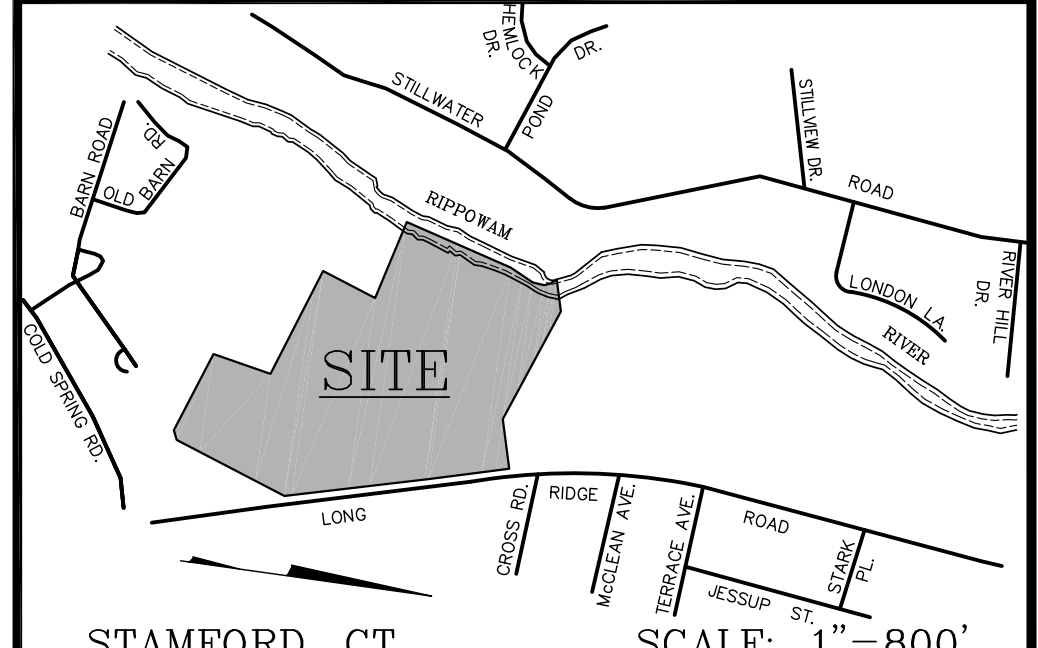 HEMLOCK
DR.
DR.
STILLWATER
POND
STILLVIEW DR.
ROAD
BARN ROAD
RD.
OLD BARN
RIPPOWAM
RIVER HILL
DR.
LONDON LA.
RIVER
COLD SPRING RD.
SITE
LONG
CROSS RD.
RIDGE
McCLEAN AVE.
TERRACE AVE.
ROAD
STARK
PL.
JESSUP ST.
STAMFORD, CT
SCALE: 1"=800'